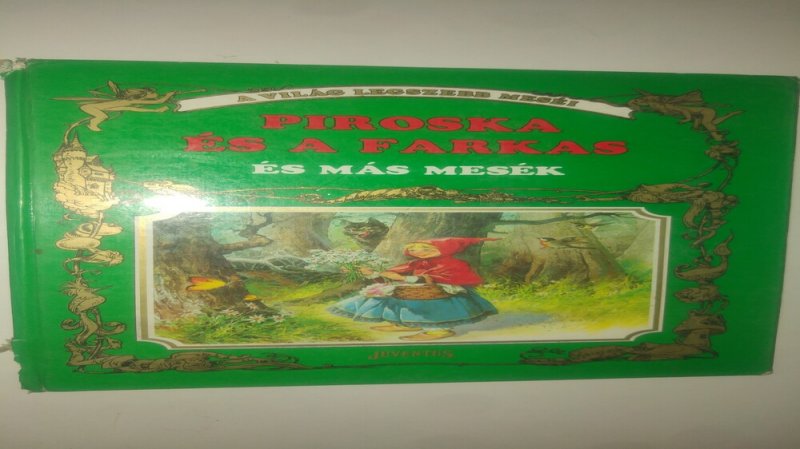 A VILÁG LEGSZEBB MESÉI
PIROSKA
ÉS A FARKAS
ÉS MÁS MESÉK
JUVENTUS